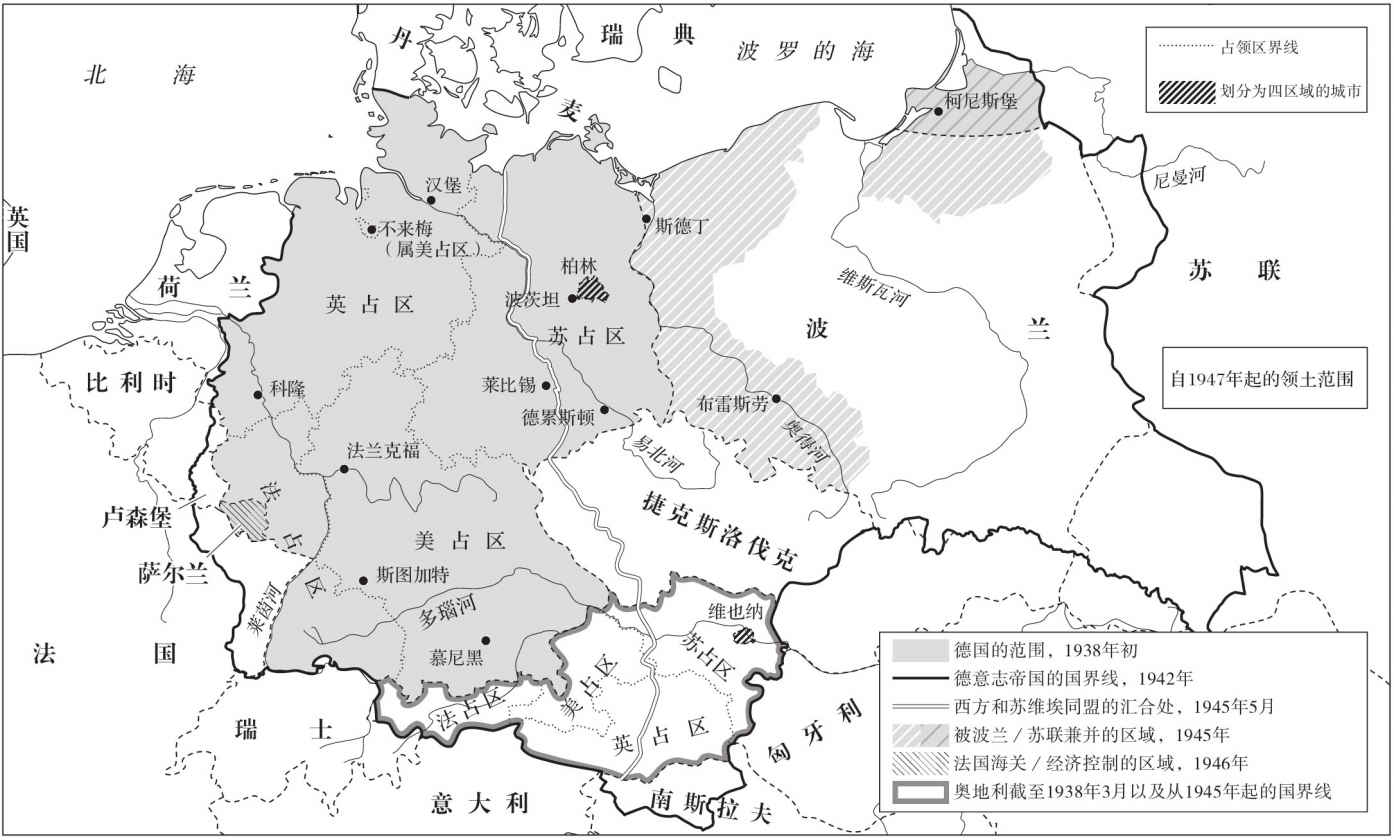 北海
丹
麦
瑞典
波罗的海
占领区界线
划分为四区域的城市
柯尼斯堡
尼曼河
英国
汉堡
不来梅
（属美占区）
斯德丁
荷兰
柏林
波茨坦
英占区
苏占区
维斯瓦河
苏联
波兰
比利时
科隆
莱比锡
德累斯顿
布雷斯劳
奥得河
自1947年起的领土范围
法兰克福
易北河
法占区
卢森堡
萨尔兰
捷克斯洛伐克
美占区
斯图加特
莱茵河
多瑙河
慕尼黑
维也纳
苏占区
美占区
法占区
英占区
法国
瑞士
意大利
南斯拉夫
匈牙利
德国的范围，1938年初
德意志帝国的国界线，1942年
西方和苏维埃同盟的汇合处，1945年5月
被波兰/苏联兼并的区域，1945年
法国海关/经济控制的区域，1946年
奥地利截至1938年3月以及从1945年起的国界线